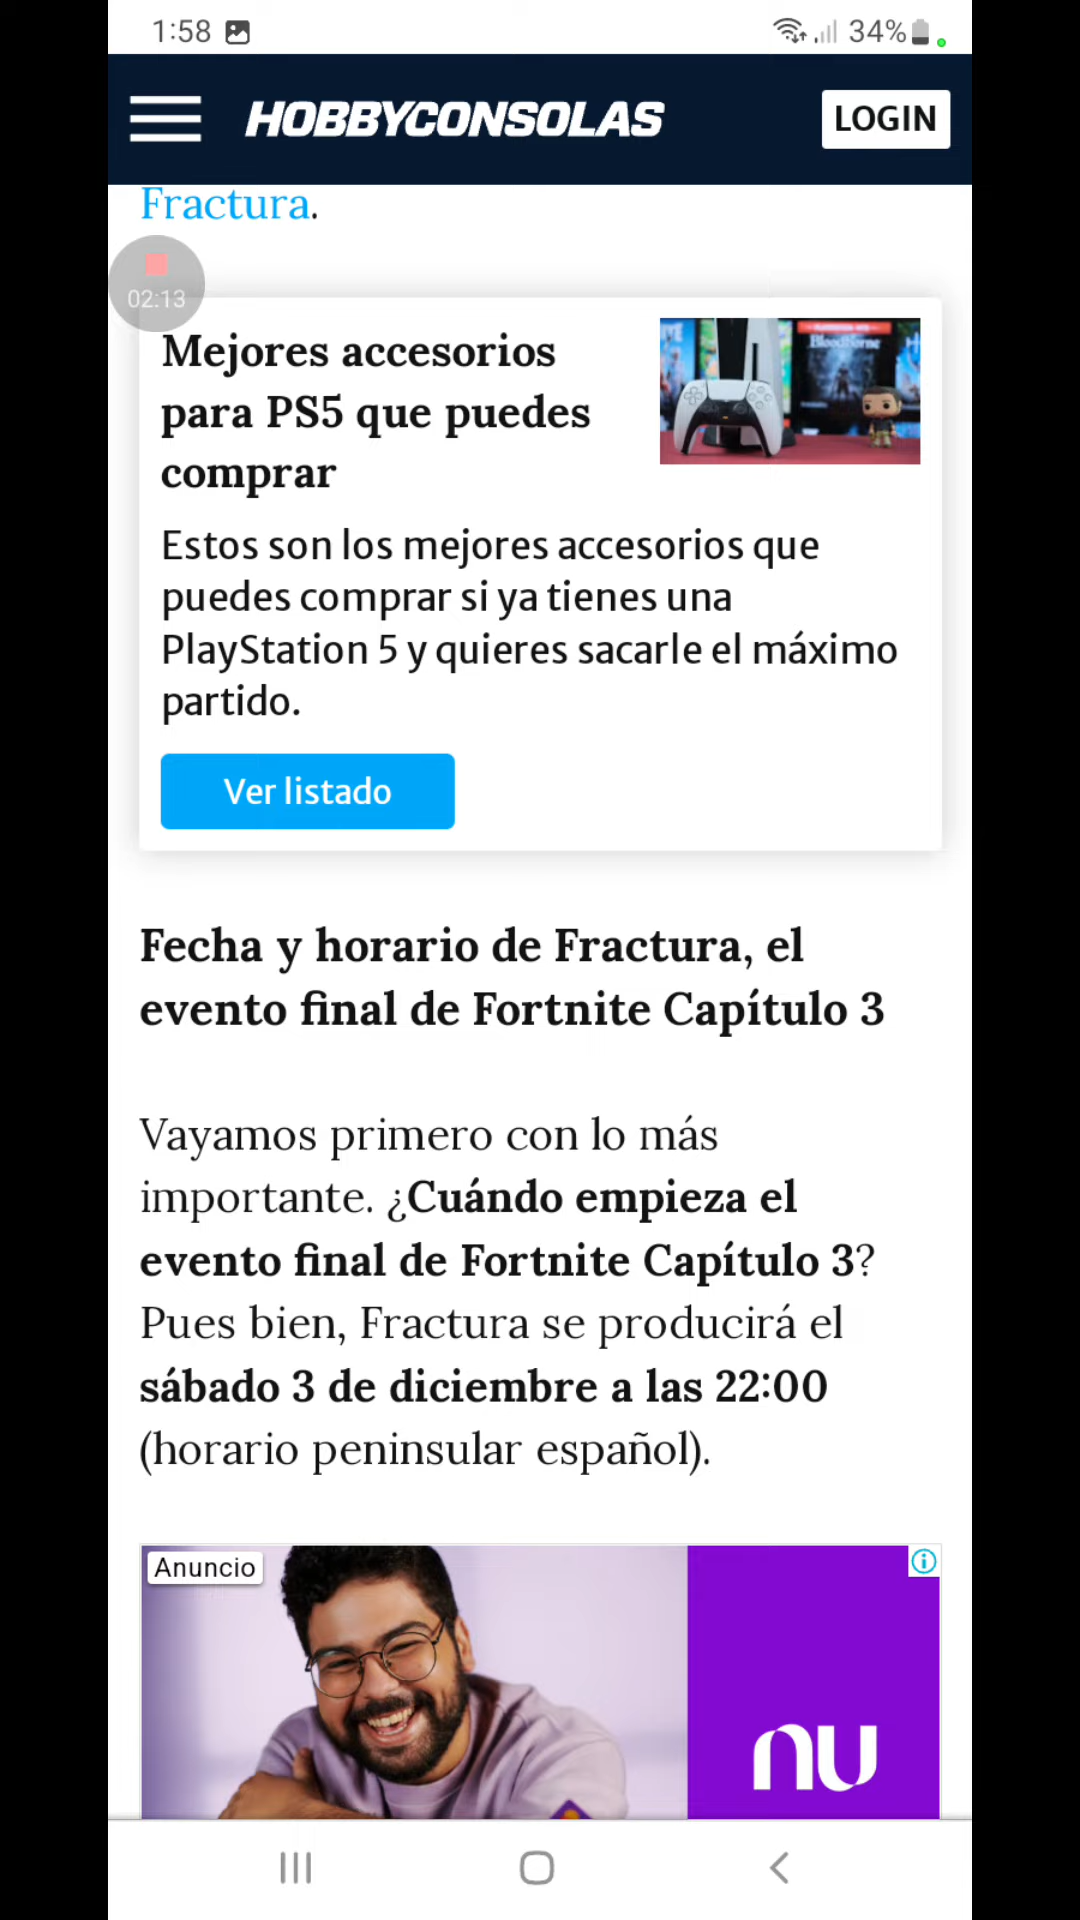 1:58
34%
HOBBYCONSOLAS
LOGIN
Fractura.
02:13
Mejores accesorios
para PS5 que puedes
comprar
Bloodborne
Estos son los mejores accesorios que
puedes comprar si ya tienes una
PlayStation 5 y quieres sacarle el máximo
partido.
Ver listado
Fecha y horario de Fractura, el
evento final de Fortnite Capítulo 3
Vayamos primero con lo más
importante. ¿Cuándo empieza el
evento final de Fortnite Capítulo 3?
Pues bien, Fractura se producirá el
sábado 3 de diciembre a las 22:00
(horario peninsular español).
Anuncio
nu